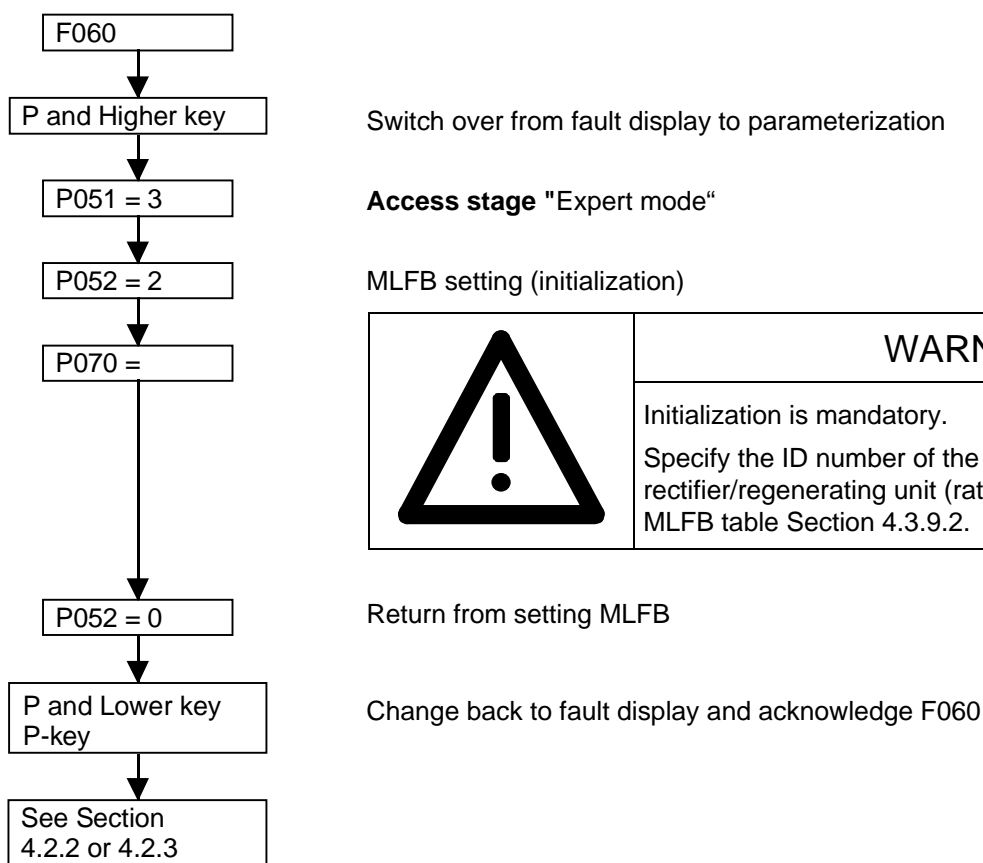 F060
P and Higher key
Switch over from fault display to parameterization
P051 = 3
Access stage "Expert mode“
P052 = 2
MLFB setting (initialization)
P070 =
Initialization is mandatory.
Specify the ID number of the
rectifier/regenerating unit
MLFB table Section 4.3.9.2.
P052 = 0
Return from setting MLFB
P and Lower key
P-key
Change back to fault display and acknowledge F060
See Section
4.2.2 or 4.2.3